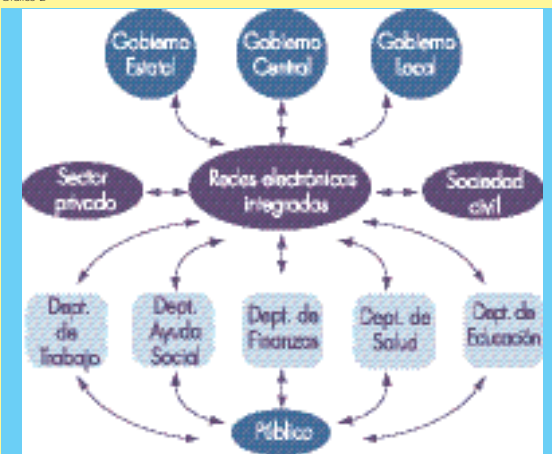 Gobierno
Estatal
Gobierno
Central
Gobierno
Local
Sector
privado
Redes electrónicas
integradas
Sociedad
civil
Dept.
de
Trabajo
Dept.
Ayuda
Social
Dept. de
Finanzas
Dept. de
Salud
Dept. de
Educación
Público